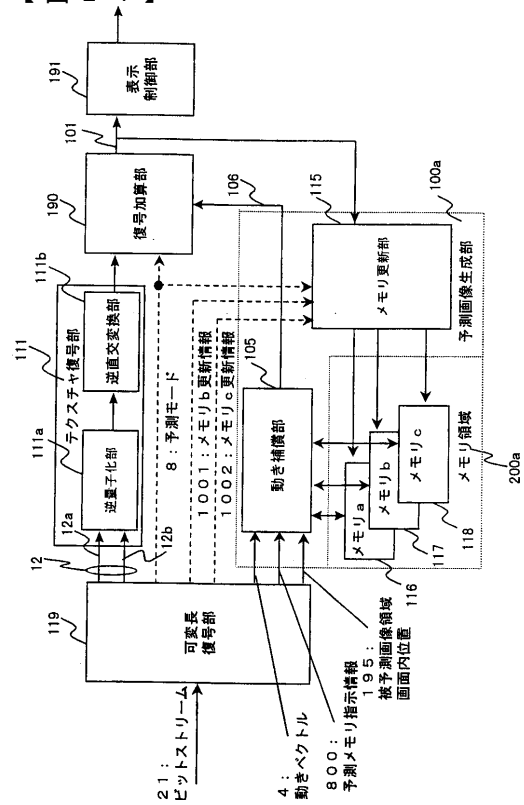 21：
ビットストリーム
119
可変長
復号部
12
12a
12b
111
テクスチャ復号部
111a
逆量子化部
111b
逆直交変換部
190
復号加算部
101
191
表示
制御部
8：予測モード
1001：メモリb更新情報
1002：メモリc更新情報
4：
動きベクトル
800：
予測メモリ指示情報
195：
被予測画像領域
画面内位置
105
動き補償部
106
115
メモリ更新部
100a
予測画像生成部
メモリa
116
メモリb
117
メモリc
118
メモリ領域
200a